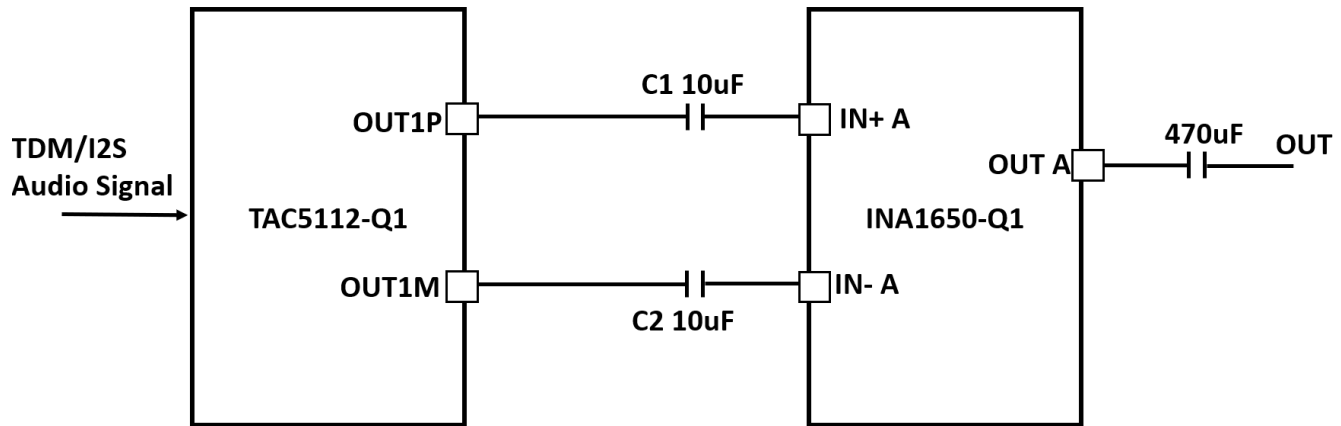 C1 10uF
OUT1P
IN+ A
470uF
OUT
TDM/I2S
Audio Signal
OUT A
TAC5112-Q1
INA1650-Q1
OUT1M
IN- A
C2 10uF